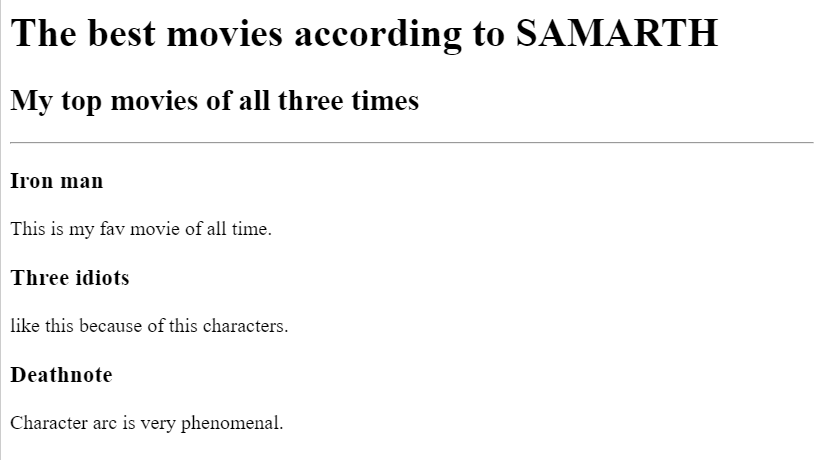 The best movies according to SAMARTH
My top movies of all three times
Iron man
This is my fav movie of all time.
Three idiots
like this because of this characters.
Deathnote
Character arc is very phenomenal.